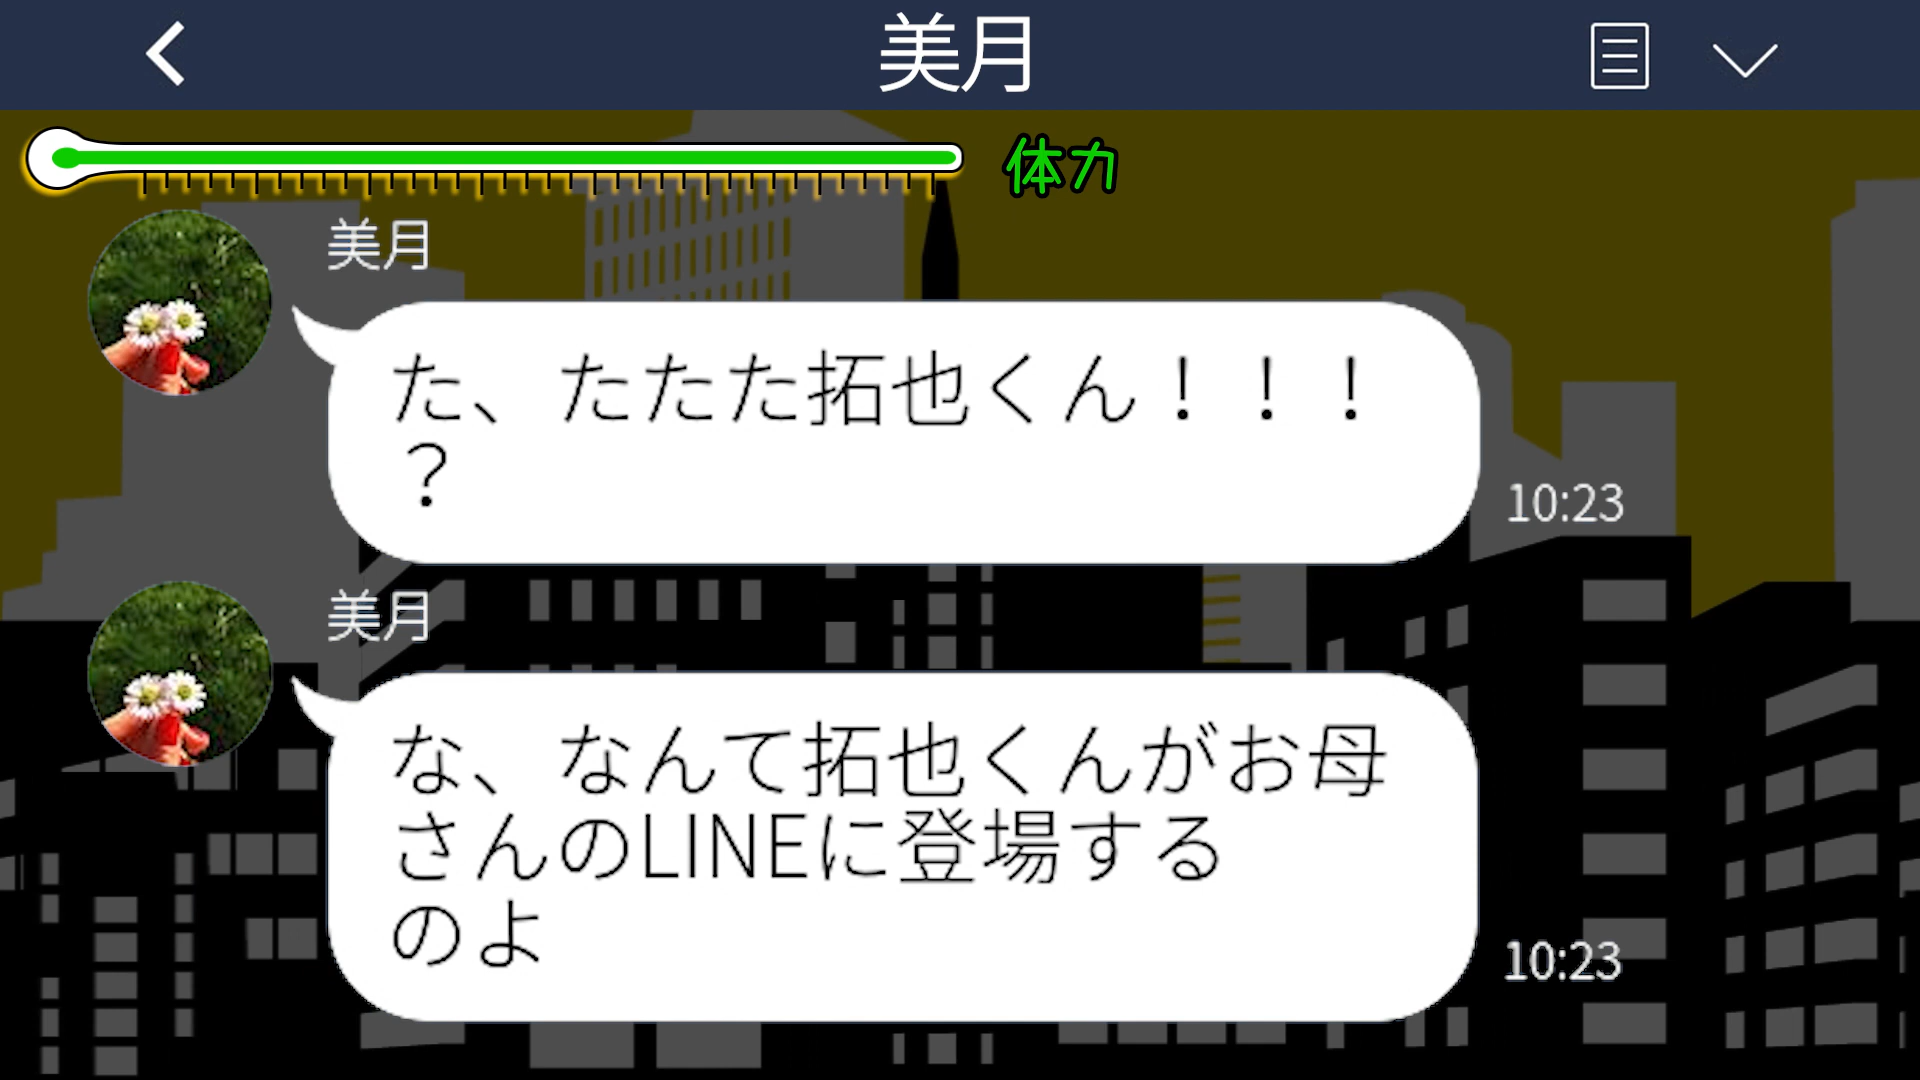 美月
体力
美月
た、たたた拓也くん！！！
？
10:23
美月
な、なんて拓也くんがお母
さんのLINEに登場する
のよ
10:23